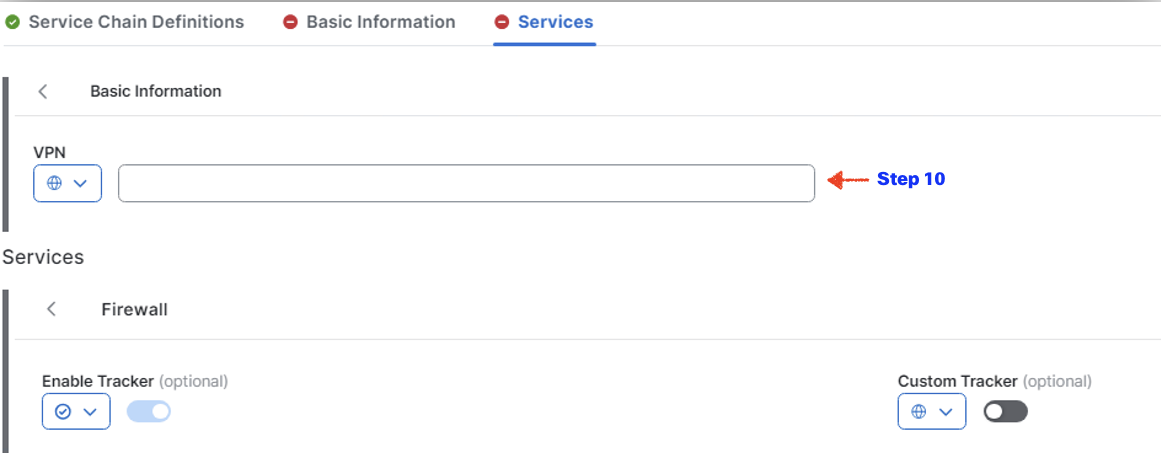 Service Chain Definitions Basic Information Services
Basic Information
VPN
Step 10
Services
Firewall
Enable Tracker (optional) Custom Tracker (optional)